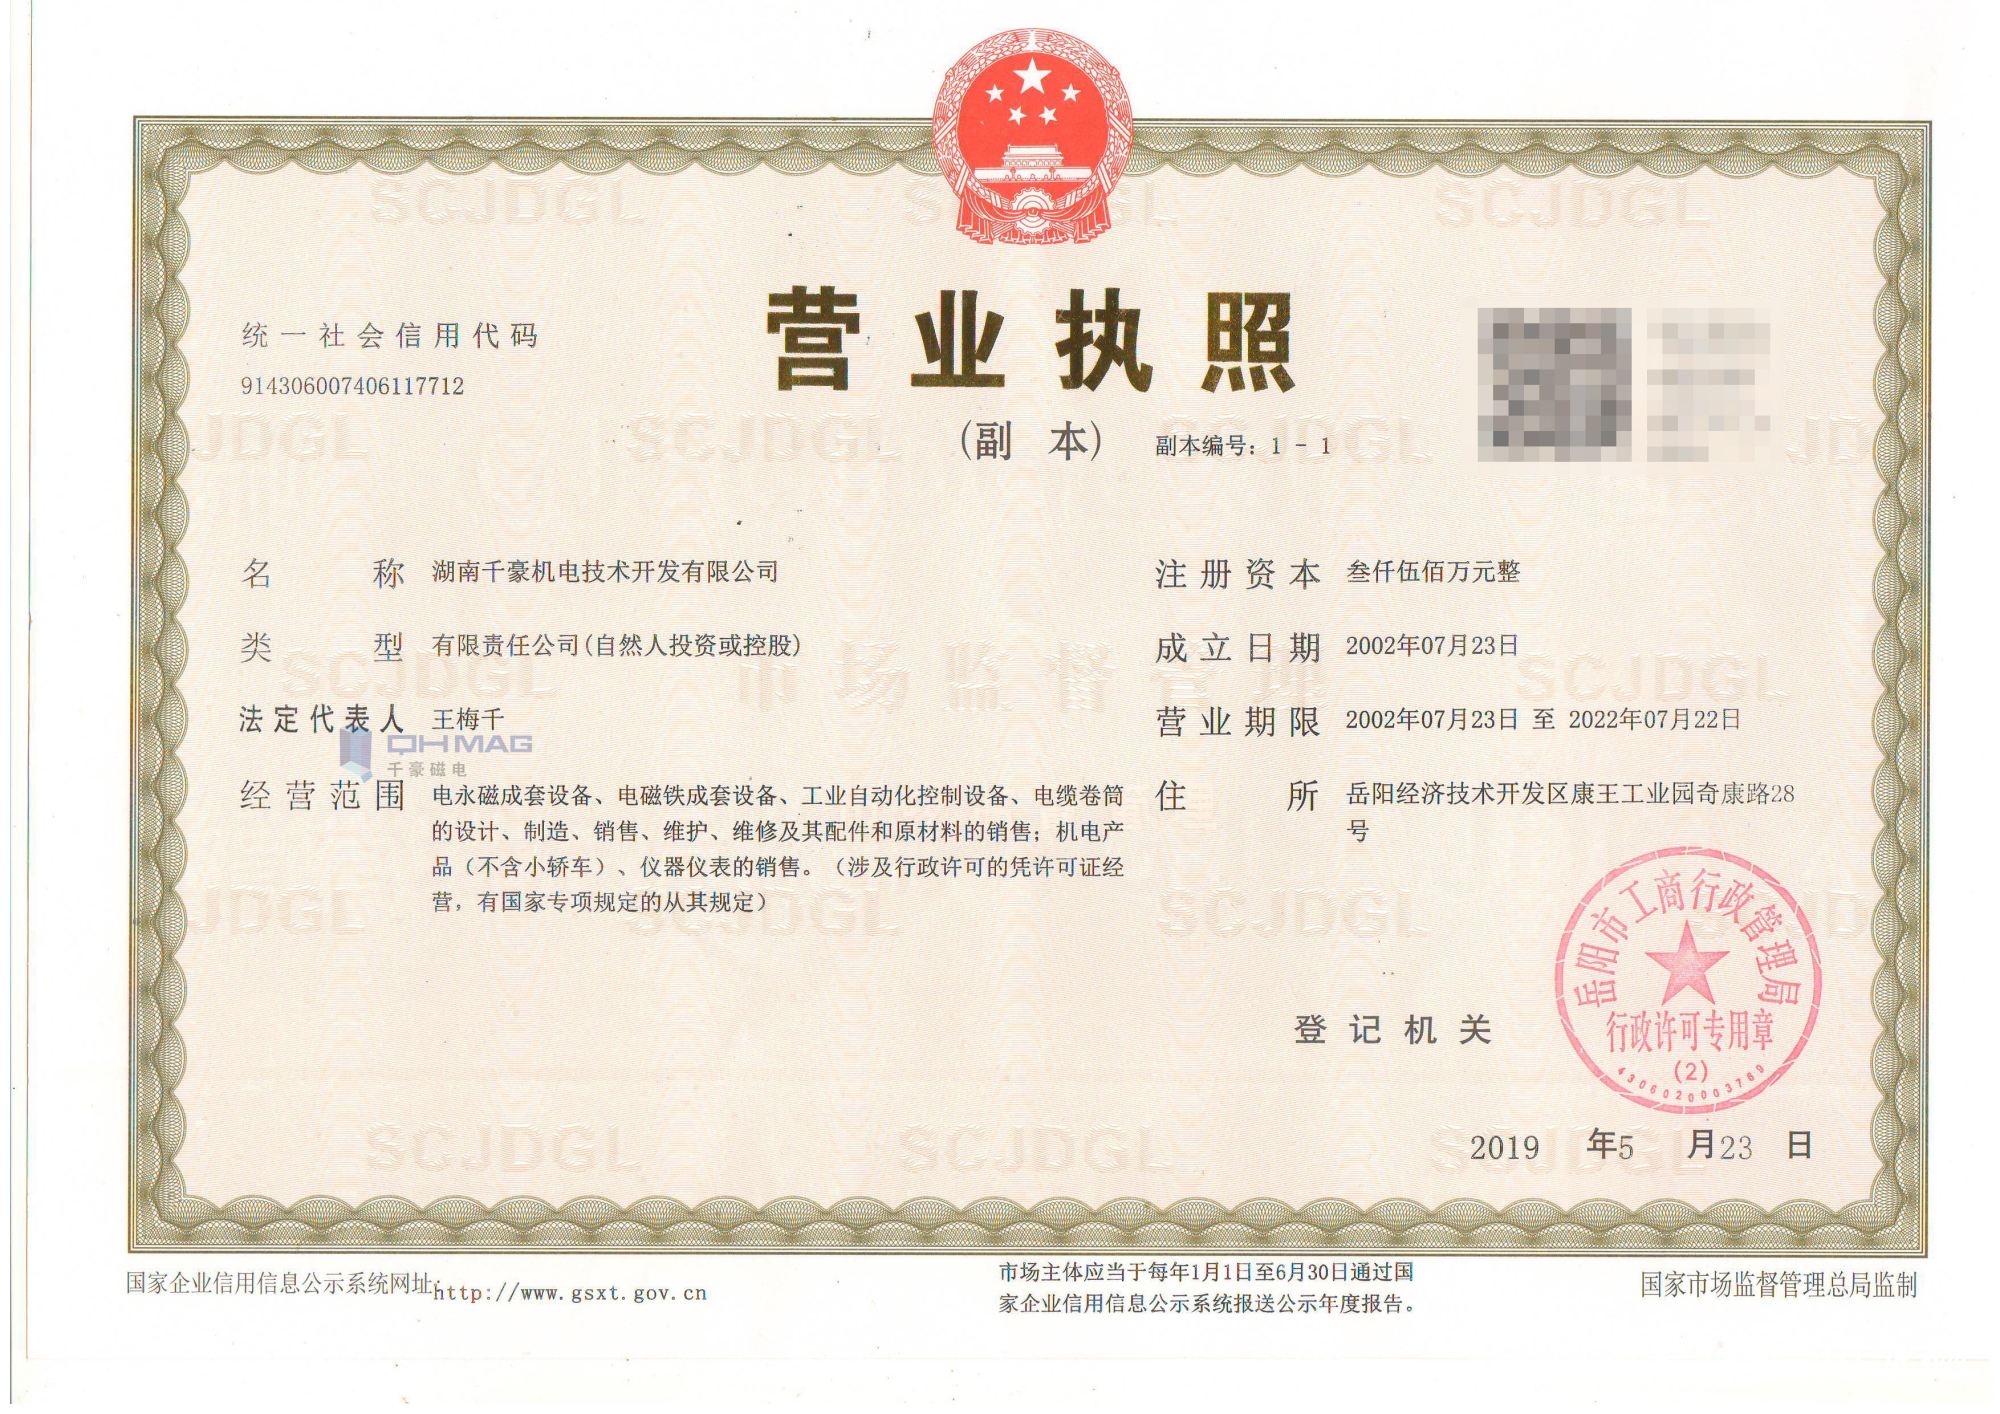 统一社会信用代码
914306007406117712
营业执照
(副 本) 副本编号：1-1
名称 湖南千豪机电技术开发有限公司
类型 有限责任公司(自然人投资或控股)
法定代表人 王梅千
QHMAG
千豪磁电
经营范围 电永磁成套设备、电磁铁成套设备、工业自动化控制设备、电缆卷筒
的设计、制造、销售、维护、维修及其配件和原材料的销售；机电产
品（不含小轿车）、仪器仪表的销售。（涉及行政许可的凭许可证经
营，有国家专项规定的从其规定）
注册资本 叁仟伍佰万元整
成立日期 2002年07月23日
营业期限 2002年07月23日 至 2022年07月22日
住所 岳阳经济技术开发区康王工业园奇康路28
号
登记机关
岳阳市工商行政管理局
行政许可专用章
(2)
4306020003769
2019 年5 月23 日
SCJDGL
市场监督管理
国家企业信用信息公示系统网址：http://www.gsxt.gov.cn
市场主体应当于每年1月1日至6月30日通过国
家企业信用信息公示系统报送公示年度报告。
国家市场监督管理总局监制